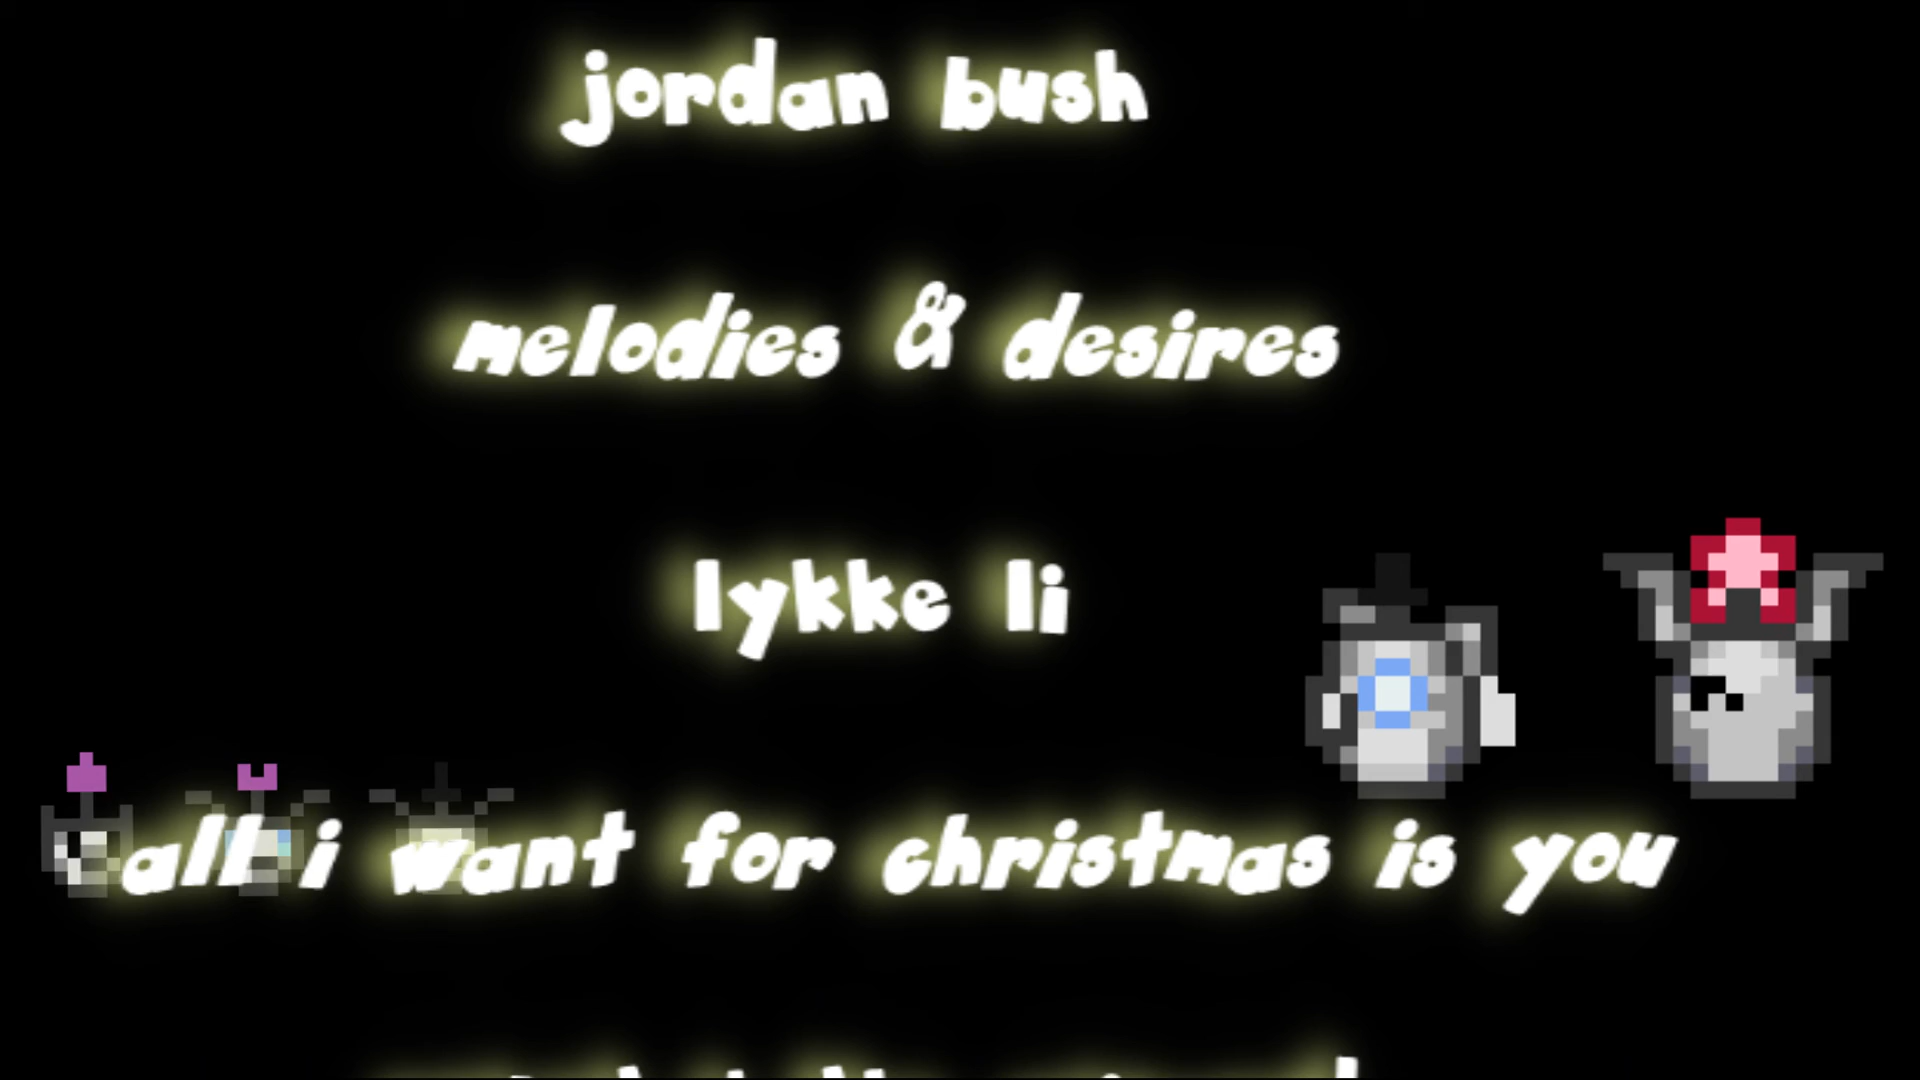 jordan bush
melodies & desires
lykke li
all i want for christmas is you